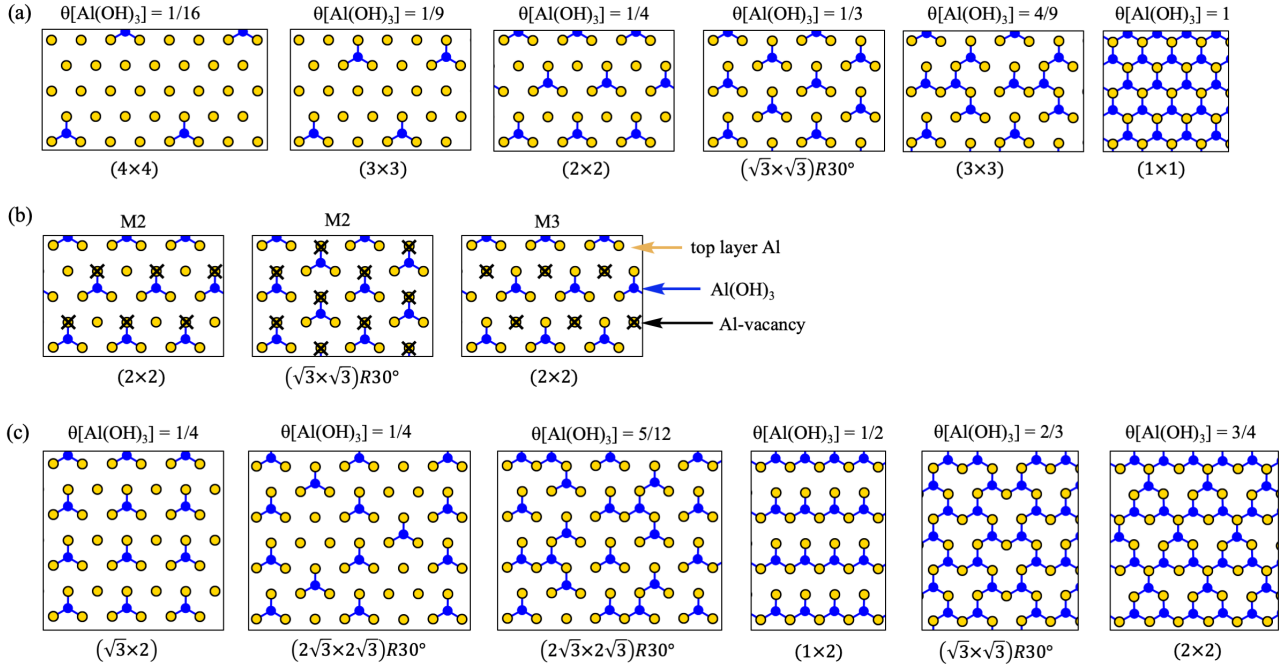 (a)
θ[Al(OH)₃] = 1/16 θ[Al(OH)₃] = 1/9 θ[Al(OH)₃] = 1/4 θ[Al(OH)₃] = 1/3 θ[Al(OH)₃] = 4/9 θ[Al(OH)₃] = 1
(4×4) (3×3) (2×2) (√3×√3)R30° (3×3) (1×1)
(b)
M2 M2 M3
top layer Al
Al(OH)₃
Al-vacancy
(2×2) (√3×√3)R30° (2×2)
(c)
θ[Al(OH)₃] = 1/4 θ[Al(OH)₃] = 1/4 θ[Al(OH)₃] = 5/12 θ[Al(OH)₃] = 1/2 θ[Al(OH)₃] = 2/3 θ[Al(OH)₃] = 3/4
(√3×2) (2√3×2√3)R30° (2√3×2√3)R30° (1×2) (√3×√3)R30° (2×2)